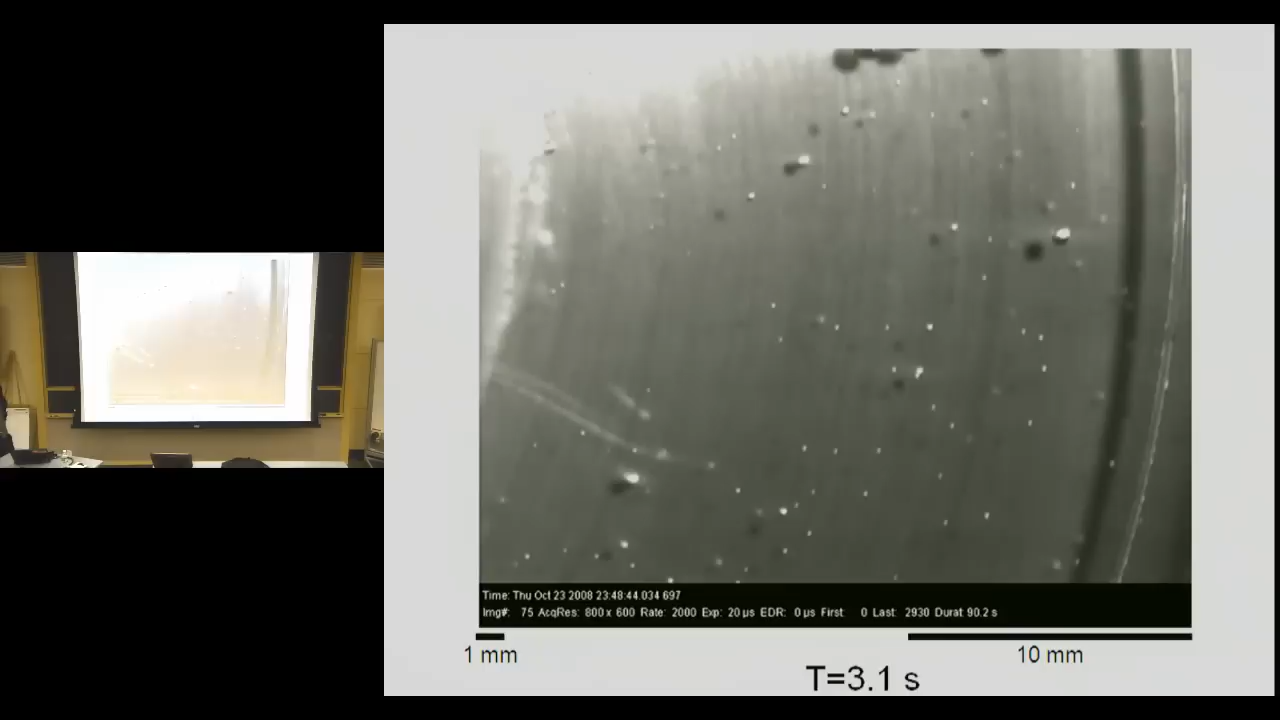 Time: Thu Oct 23 2008 23:48:44.034 697
Img#: 75 AcqRes: 800 x 600 Rate: 2000 Exp: 20 µs EDR: 0 µs First: 0 Last: 2930 Durat 90.2 s
1 mm
10 mm
T=3.1 s